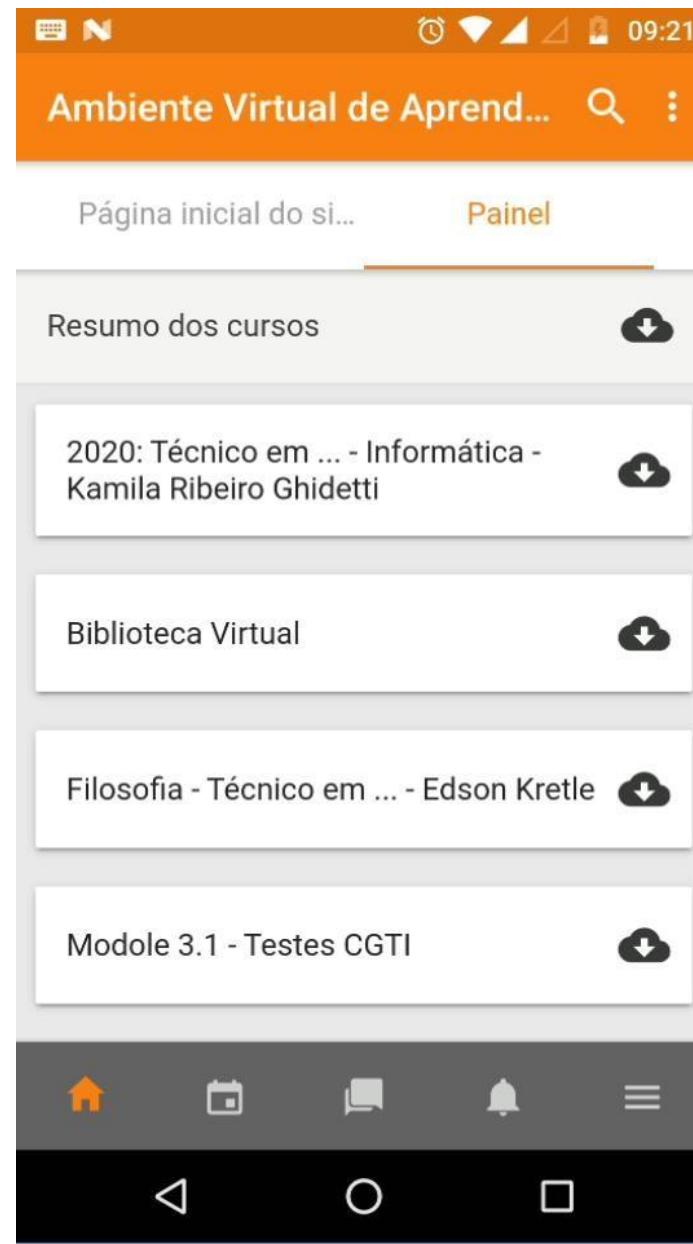 09:21
Ambiente Virtual de Aprend...
Página inicial do si...
Painel
Resumo dos cursos
2020: Técnico em ... - Informática -
Kamila Ribeiro Ghidetti
Biblioteca Virtual
Filosofia - Técnico em ... - Edson Kretle
Modole 3.1 - Testes CGTI